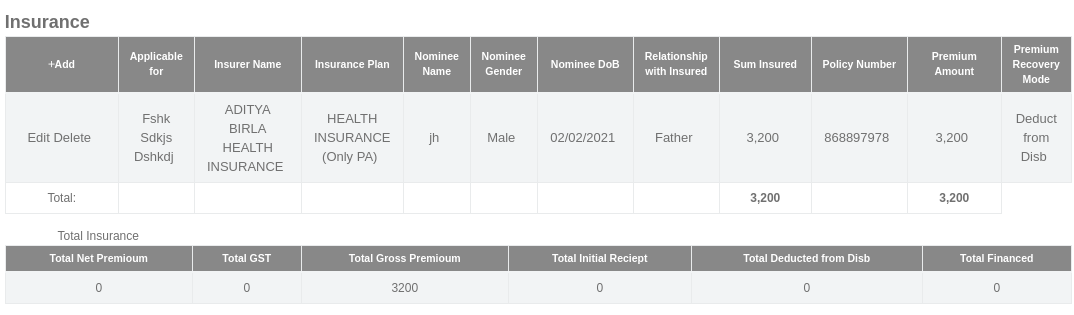 Insurance
+Add Applicable for Insurer Name Insurance Plan Nominee Name Nominee Gender Nominee DoB Relationship with Insured Sum Insured Policy Number Premium Amount Premium Recovery Mode
Edit Delete Fshk Sdkjs Dshkdj ADITYA BIRLA HEALTH INSURANCE HEALTH INSURANCE (Only PA) jh Male 02/02/2021 Father 3,200 868897978 3,200 Deduct from Disb
Total: 3,200 3,200
Total Insurance
Total Net Premioum Total GST Total Gross Premioum Total Initial Reciept Total Deducted from Disb Total Financed
0 0 3200 0 0 0